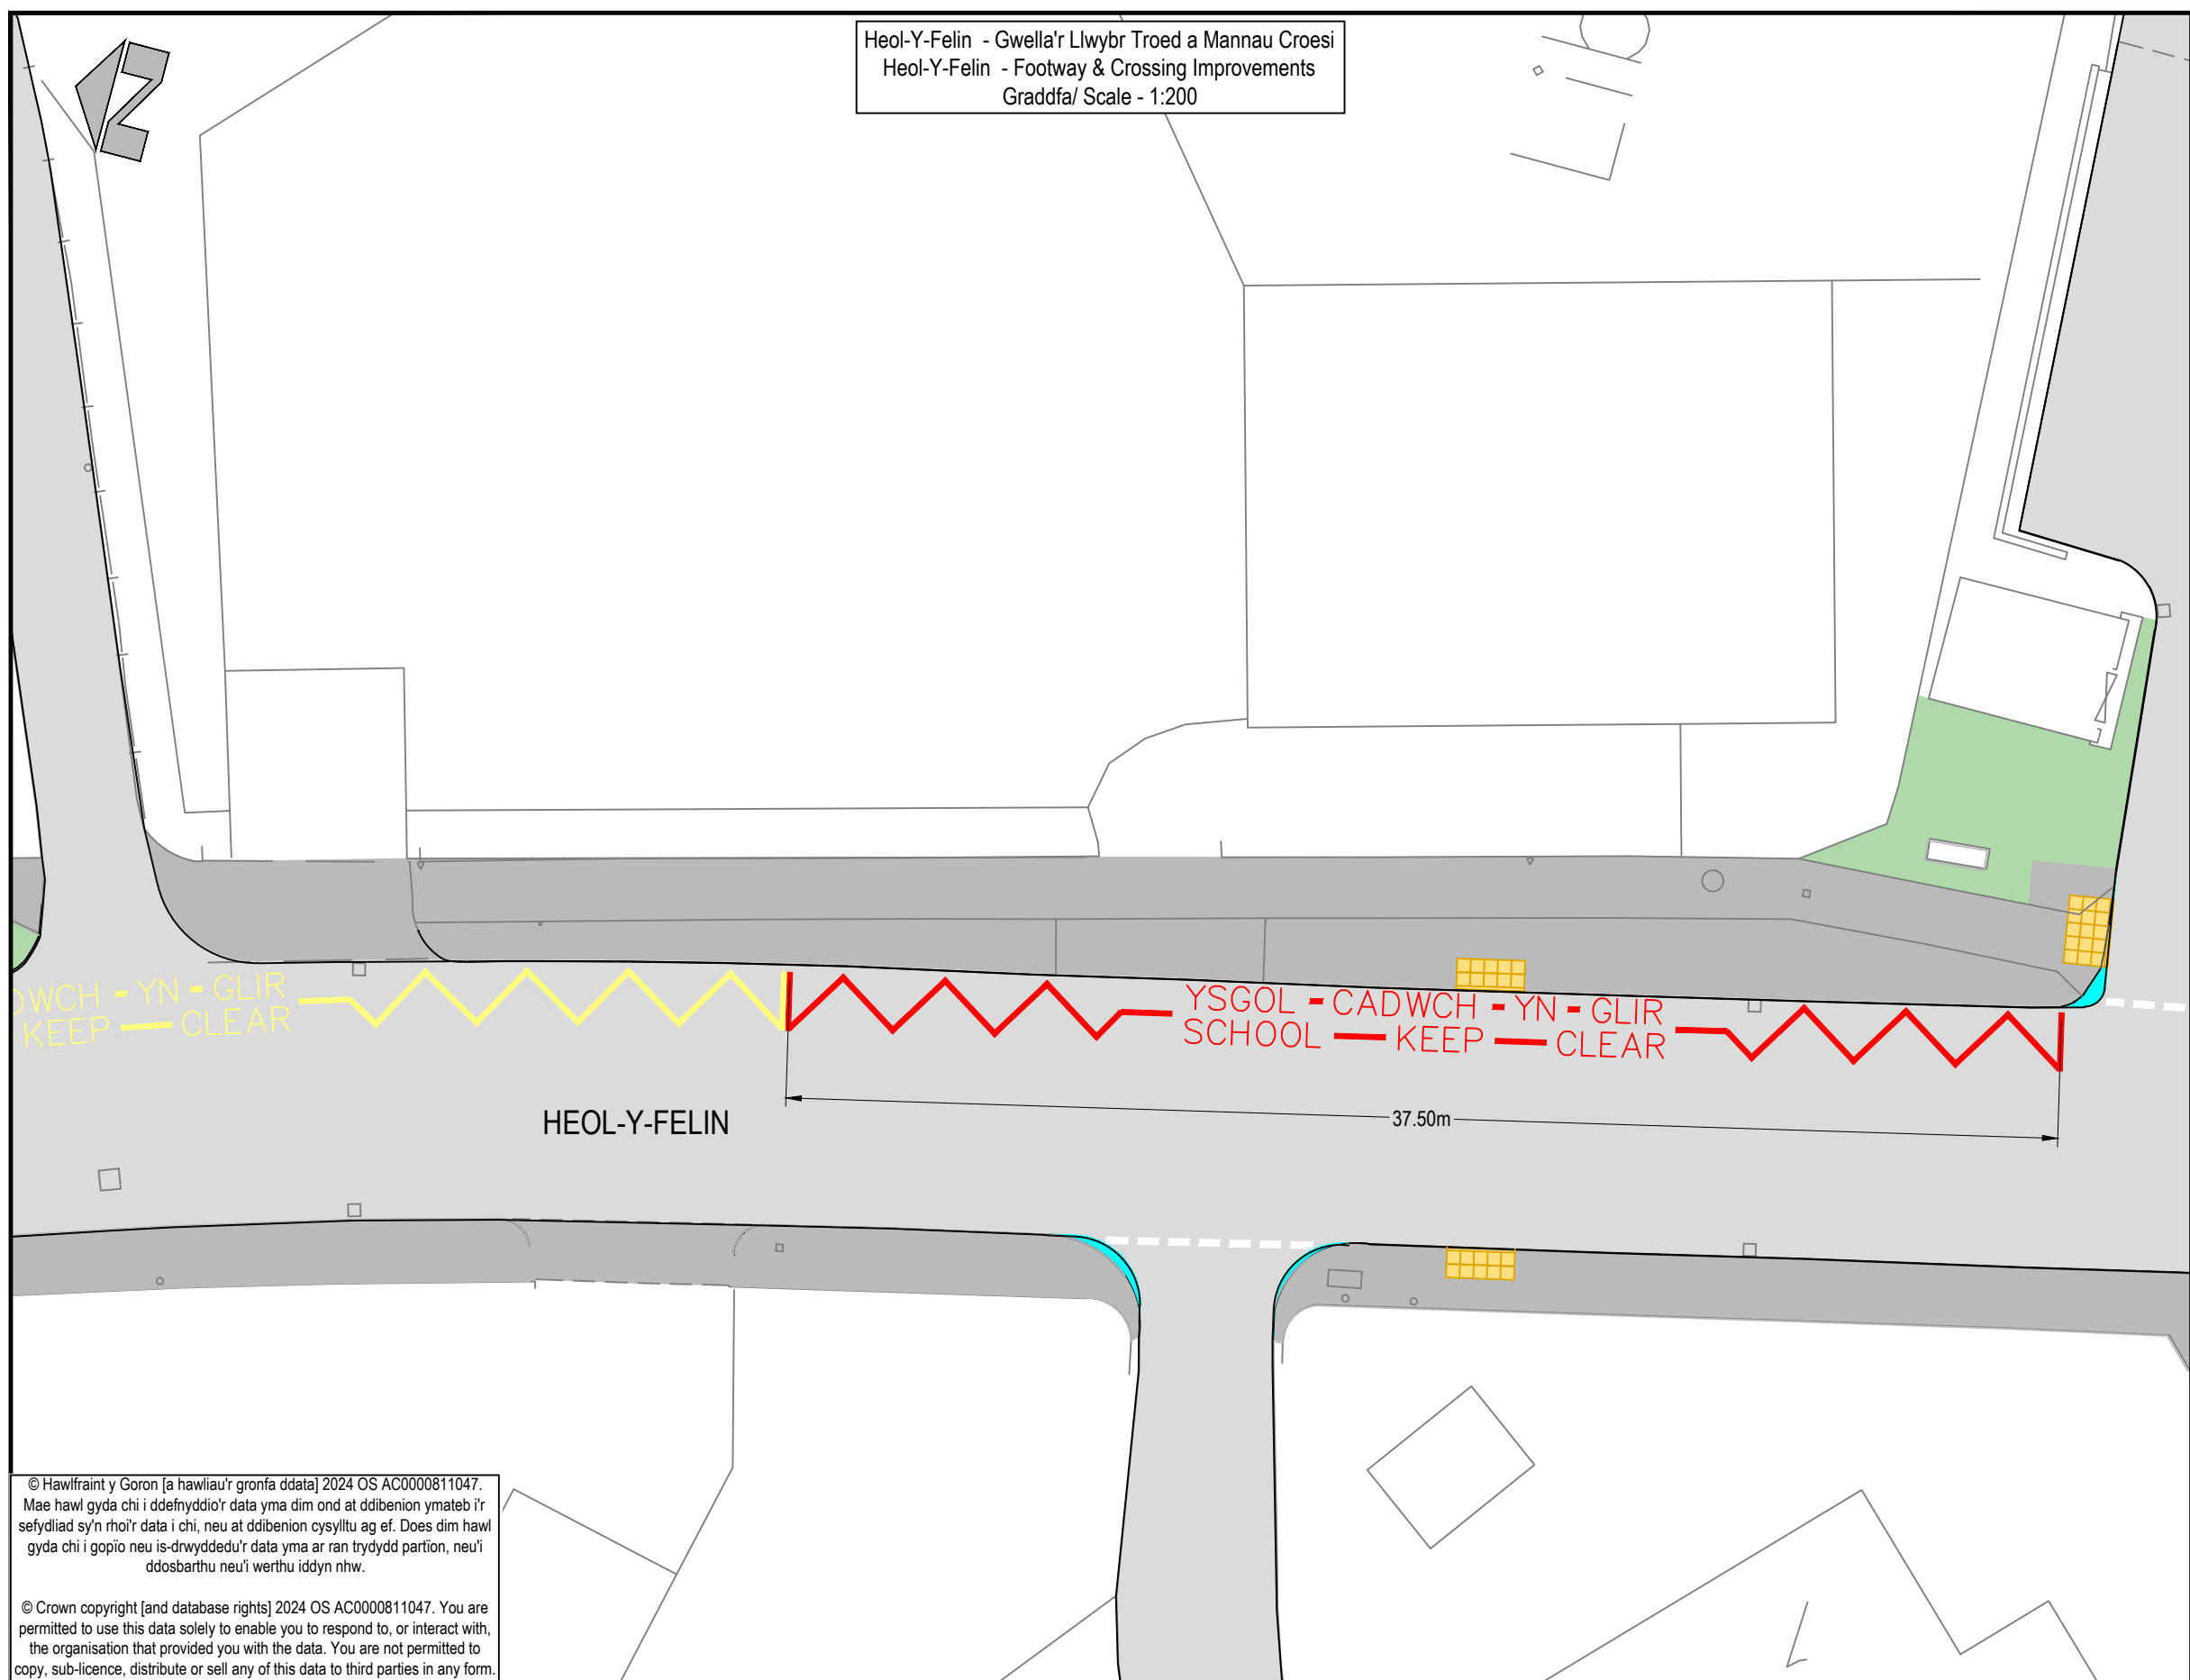 Heol-Y-Felin - Gwella'r Llwybr Troed a Mannau Croesi
Heol-Y-Felin - Footway & Crossing Improvements
Graddfa/ Scale - 1:200
N
DWCH - YN - GLIR
KEEP — CLEAR
YSGOL - CADWCH - YN - GLIR
SCHOOL — KEEP — CLEAR
37.50m
HEOL-Y-FELIN
© Hawlfraint y Goron [a hawliau'r gronfa ddata] 2024 OS AC0000811047.
Mae hawl gyda chi i ddefnyddio'r data yma dim ond at ddibenion ymateb i'r
sefydliad sy'n rhoi'r data i chi, neu at ddibenion cysylltu ag ef. Does dim hawl
gyda chi i gopïo neu is-drwyddedu'r data yma ar ran trydydd partïon, neu'i
ddosbarthu neu'i werthu iddyn nhw.
© Crown copyright [and database rights] 2024 OS AC0000811047. You are
permitted to use this data solely to enable you to respond to, or interact with,
the organisation that provided you with the data. You are not permitted to
copy, sub-licence, distribute or sell any of this data to third parties in any form.